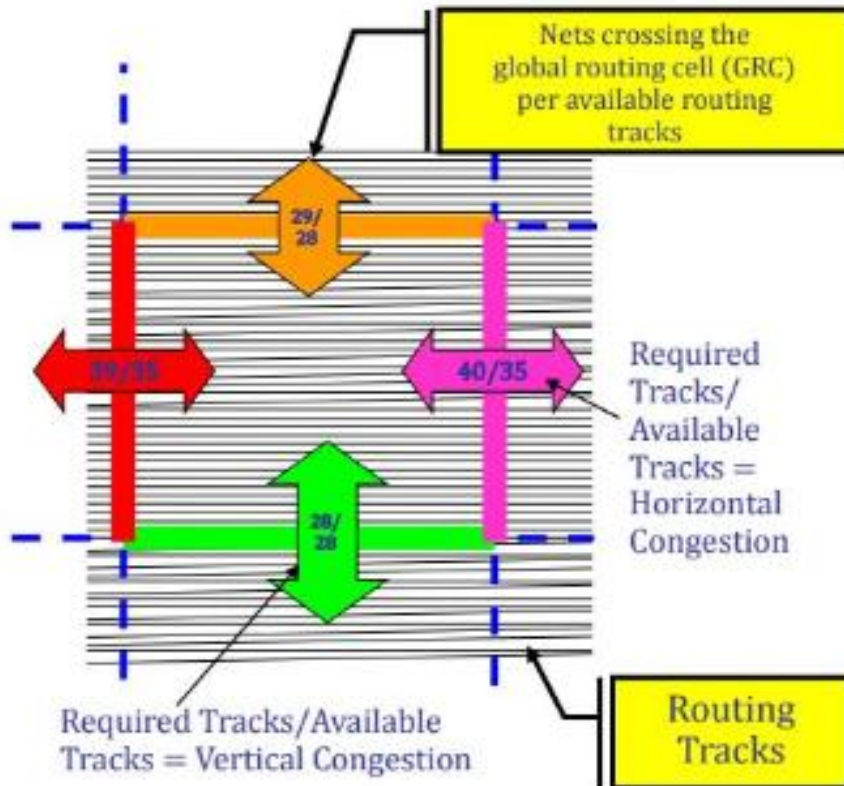 Nets crossing the
global routing cell (GRC)
per available routing
tracks
29/
28
40/35
Required
Tracks/
Available
Tracks =
Horizontal
Congestion
28/
28
Required Tracks/Available
Tracks = Vertical Congestion
Routing
Tracks